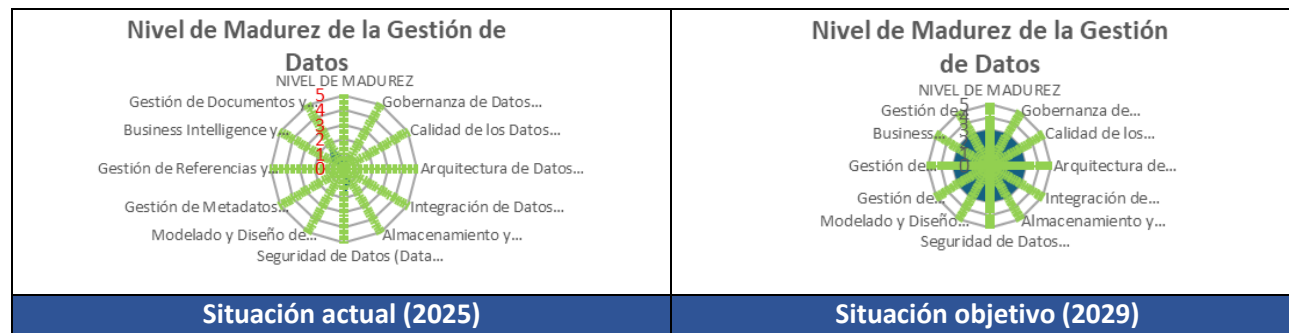 Nivel de Madurez de la Gestión de
Datos
NIVEL DE MADUREZ
Gestión de Documentos y...
Gobernanza de Datos...
Business Intelligence y...
Calidad de los Datos...
Gestión de Referencias y...
Arquitectura de Datos...
Gestión de Metadatos...
Integración de Datos...
Modelado y Diseño de...
Almacenamiento y...
Seguridad de Datos (Data...
5
4
3
2
1
0
Situación actual (2025)
Nivel de Madurez de la Gestión
de Datos
NIVEL DE MADUREZ
Gestión de...
Gobernanza de...
Business...
Calidad de los...
Gestión de...
Arquitectura de...
Gestión de...
Integración de...
Modelado y Diseño...
Almacenamiento y...
Seguridad de Datos...
5
4
3
Situación objetivo (2029)